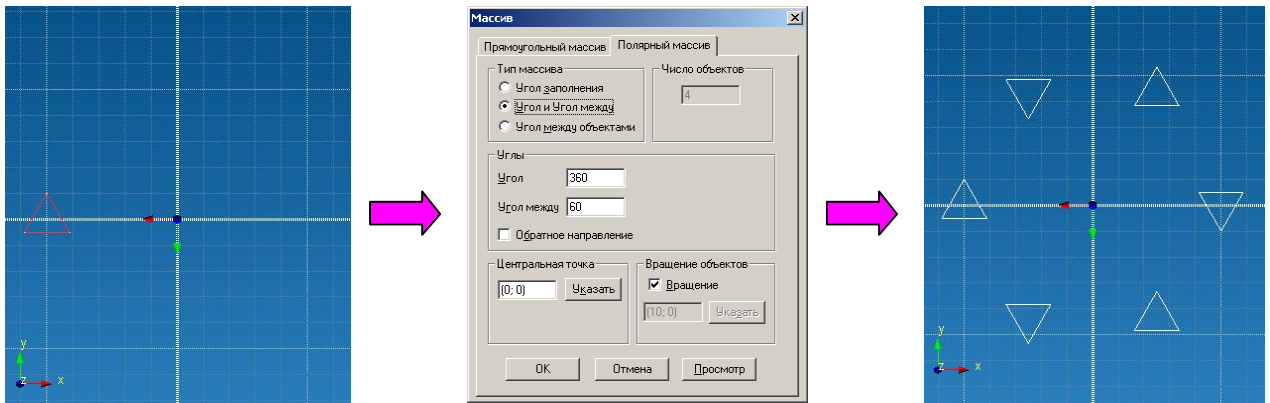 Массив
Прямоугольный массив Полярный массив
Тип массива
Угол заполнения
Угол и Угол между
Угол между объектами
Число объектов
4
Углы
Угол 360
Угол между 60
Обратное направление
Центральная точка
(0; 0) Указать
Вращение объектов
Вращение
(10; 0) Указать
OK Отмена Просмотр
y
z x
y
z x